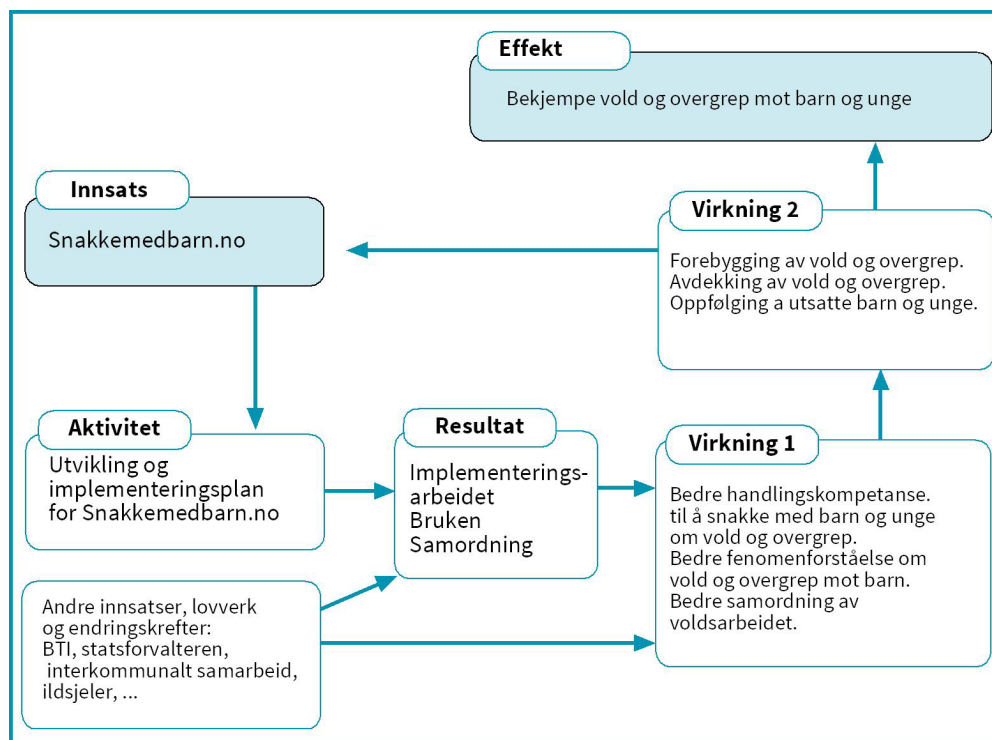 Effekt
Bekjempe vold og overgrep mot barn og unge
Innsats
Snakkemedbarn.no
Virkning 2
Forebygging av vold og overgrep.
Avdekking av vold og overgrep.
Oppfølging a utsatte barn og unge.
Aktivitet
Utvikling og
implementeringsplan
for Snakkemedbarn.no
Resultat
Implementerings-
arbeidet
Bruken
Samordning
Virkning 1
Bedre handlingskompetanse.
til å snakke med barn og unge
om vold og overgrep.
Bedre fenomenforståelse om
vold og overgrep mot barn.
Bedre samordning av
voldsarbeidet.
Andre innsatser, lovverk
og endringskrefter:
BTI, statsforvalteren,
interkommunalt samarbeid,
ildsjeler, ...